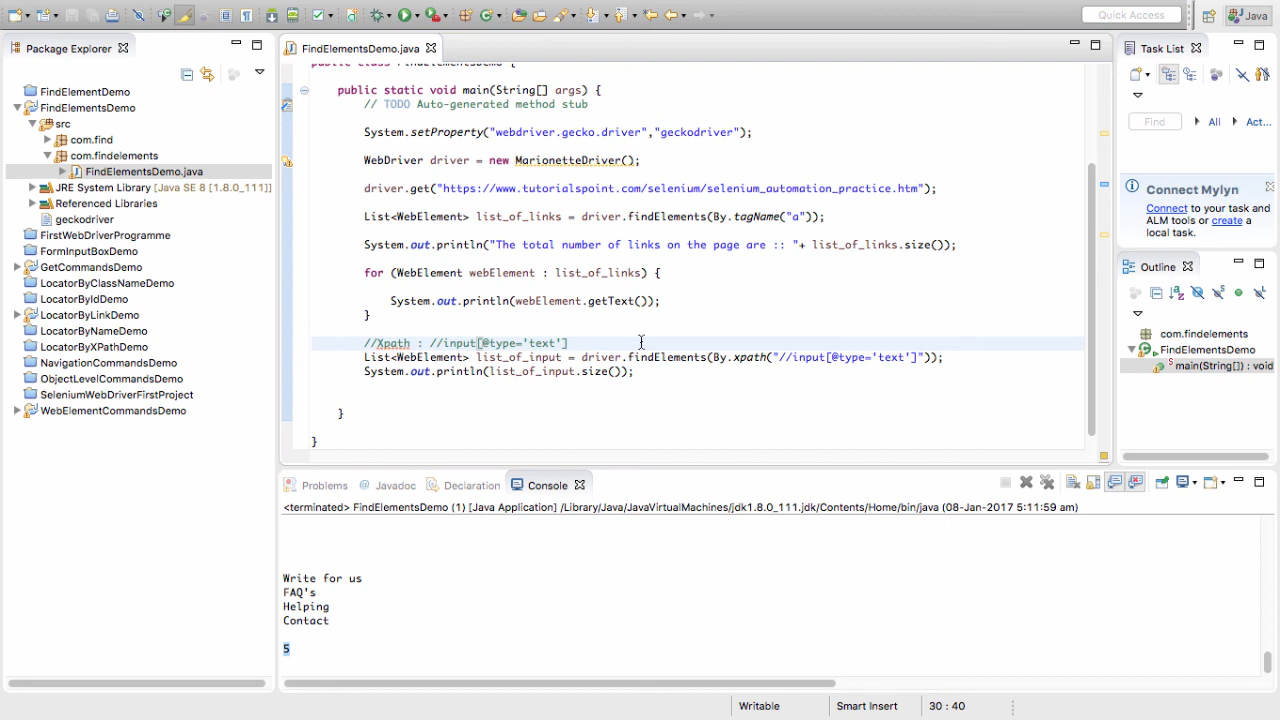 Quick Access
Java
Package Explorer
FindElementDemo
FindElementsDemo
src
com.find
com.findelements
FindElementsDemo.java
JRE System Library [Java SE 8 [1.8.0_111]]
Referenced Libraries
geckodriver
FirstWebDriverProgramme
FormInputBoxDemo
GetCommandsDemo
LocatorByClassNameDemo
LocatorByIdDemo
LocatorByLinkDemo
LocatorByNameDemo
LocatorByXPathDemo
NavigationCommandsDemo
ObjectLevelCommandsDemo
SeleniumWebDriverFirstProject
WebElementCommandsDemo
FindElementsDemo.java
public class FindElementsDemo {
public static void main(String[] args) {
// TODO Auto-generated method stub
System.setProperty("webdriver.gecko.driver","geckodriver");
WebDriver driver = new MarionetteDriver();
driver.get("https://www.tutorialspoint.com/selenium/selenium_automation_practice.htm");
List<WebElement> list_of_links = driver.findElements(By.tagName("a"));
System.out.println("The total number of links on the page are :: "+ list_of_links.size());
for (WebElement webElement : list_of_links) {
System.out.println(webElement.getText());
}
//Xpath : //input[@type='text']
List<WebElement> list_of_input = driver.findElements(By.xpath("//input[@type='text']"));
System.out.println(list_of_input.size());
}
}
Task List
Find
All
Act...
Connect Mylyn
Connect to your task and
ALM tools or create a
local task.
Outline
com.findelements
FindElementsDemo
main(String[]) : void
Problems
@ Javadoc
Declaration
Console
<terminated> FindElementsDemo (1) [Java Application] /Library/Java/JavaVirtualMachines/jdk1.8.0_111.jdk/Contents/Home/bin/java (08-Jan-2017 5:11:59 am)
Write for us
FAQ's
Helping
Contact
5
Writable
Smart Insert
30 : 40